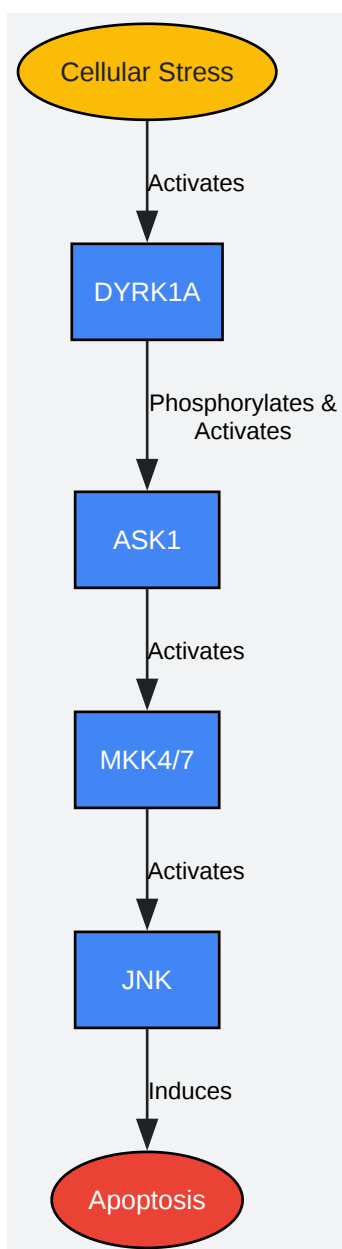 Cellular Stress
Activates
DYRK1A
Phosphorylates &
Activates
ASK1
Activates
MKK4/7
Activates
JNK
Induces
Apoptosis